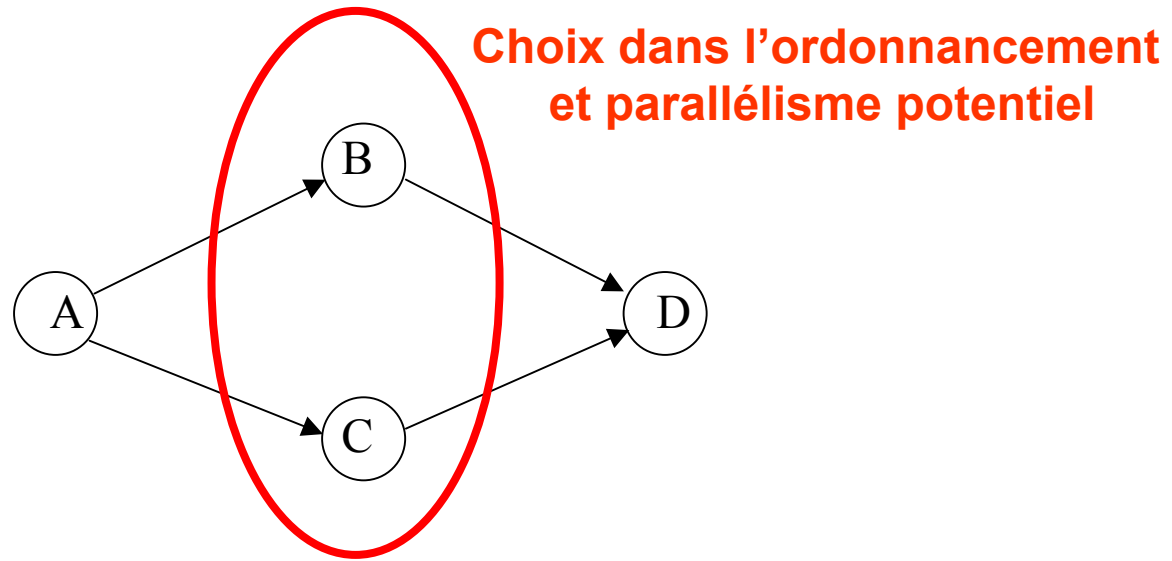 Choix dans l’ordonnancement
et parallélisme potentiel
B
A
D
C